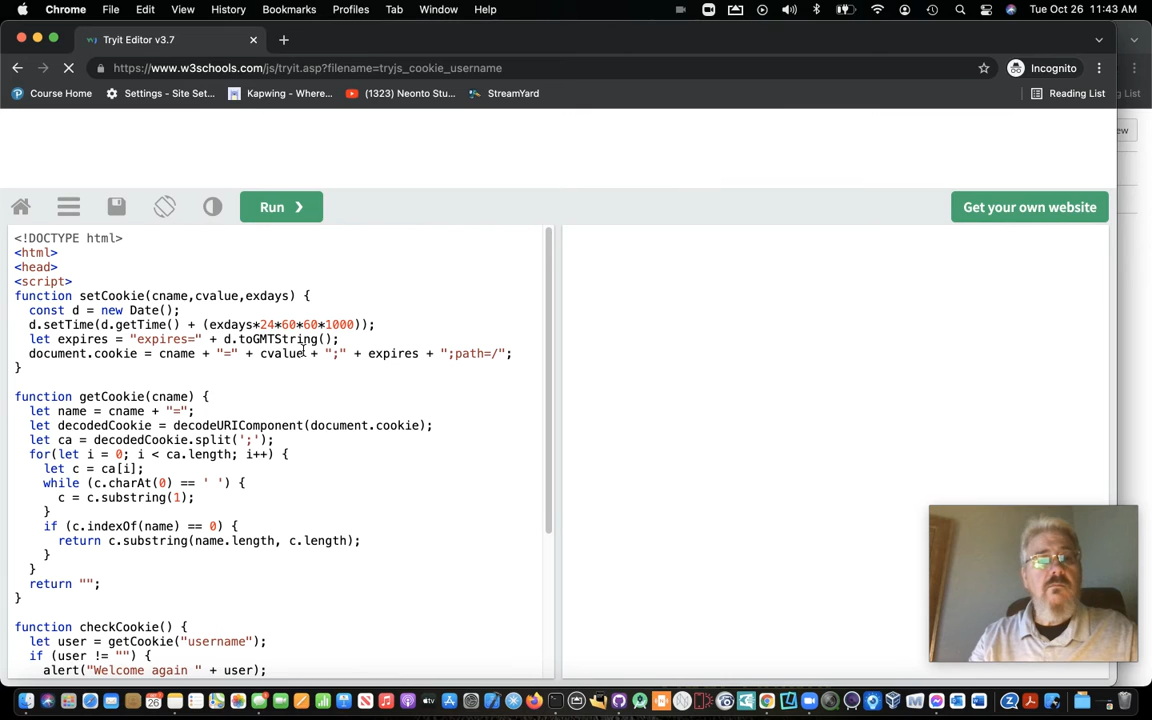 Chrome File Edit View History Bookmarks Profiles Tab Window Help Tue Oct 26 11:43 AM
Tryit Editor v3.7
https://www.w3schools.com/js/tryit.asp?filename=tryjs_cookie_username Incognito
Course Home Settings - Site Set... Kapwing - Where... (1323) Neonto Stu... StreamYard Reading List
Run ❯ Get your own website
<!DOCTYPE html>
<html>
<head>
<script>
function setCookie(cname,cvalue,exdays) {
  const d = new Date();
  d.setTime(d.getTime() + (exdays*24*60*60*1000));
  let expires = "expires=" + d.toGMTString();
  document.cookie = cname + "=" + cvalue + ";" + expires + ";path=/";
}
function getCookie(cname) {
  let name = cname + "=";
  let decodedCookie = decodeURIComponent(document.cookie);
  let ca = decodedCookie.split(';');
  for(let i = 0; i < ca.length; i++) {
    let c = ca[i];
    while (c.charAt(0) == ' ') {
      c = c.substring(1);
    }
    if (c.indexOf(name) == 0) {
      return c.substring(name.length, c.length);
    }
  }
  return "";
}
function checkCookie() {
  let user = getCookie("username");
  if (user != "") {
    alert("Welcome again " + user);